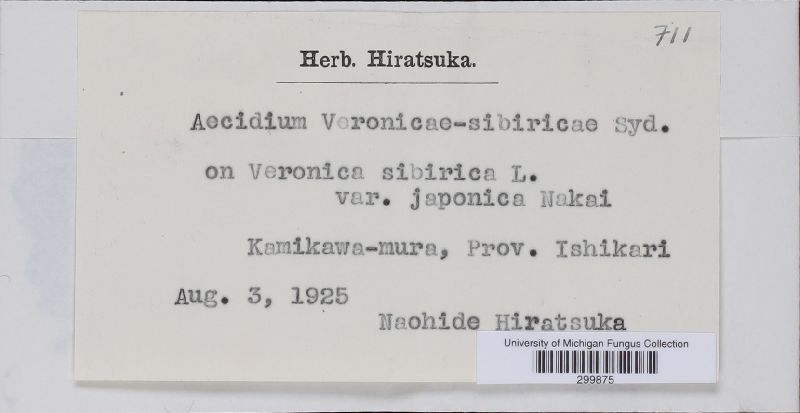 711
Herb. Hiratsuka.
Aecidium Veronicae-sibiricae Syd.
on Veronica sibirica L.
var. japonica Nakai
Kamikawa-mura, Prov. Ishikari
Aug. 3, 1925
Naohide Hiratsuka
University of Michigan Fungus Collection
299875